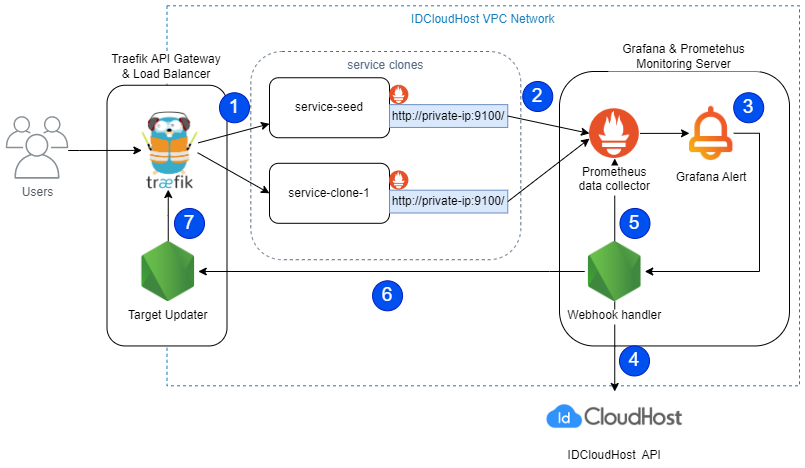 IDCloudHost VPC Network
Traefik API Gateway
& Load Balancer
service clones
Grafana & Prometehus
Monitoring Server
1
service-seed
http://private-ip:9100/
2
3
træfik
Users
service-clone-1
http://private-ip:9100/
Prometheus
data collector
Grafana Alert
7
5
6
Target Updater
Webhook handler
4
Id CloudHost
IDCloudHost API